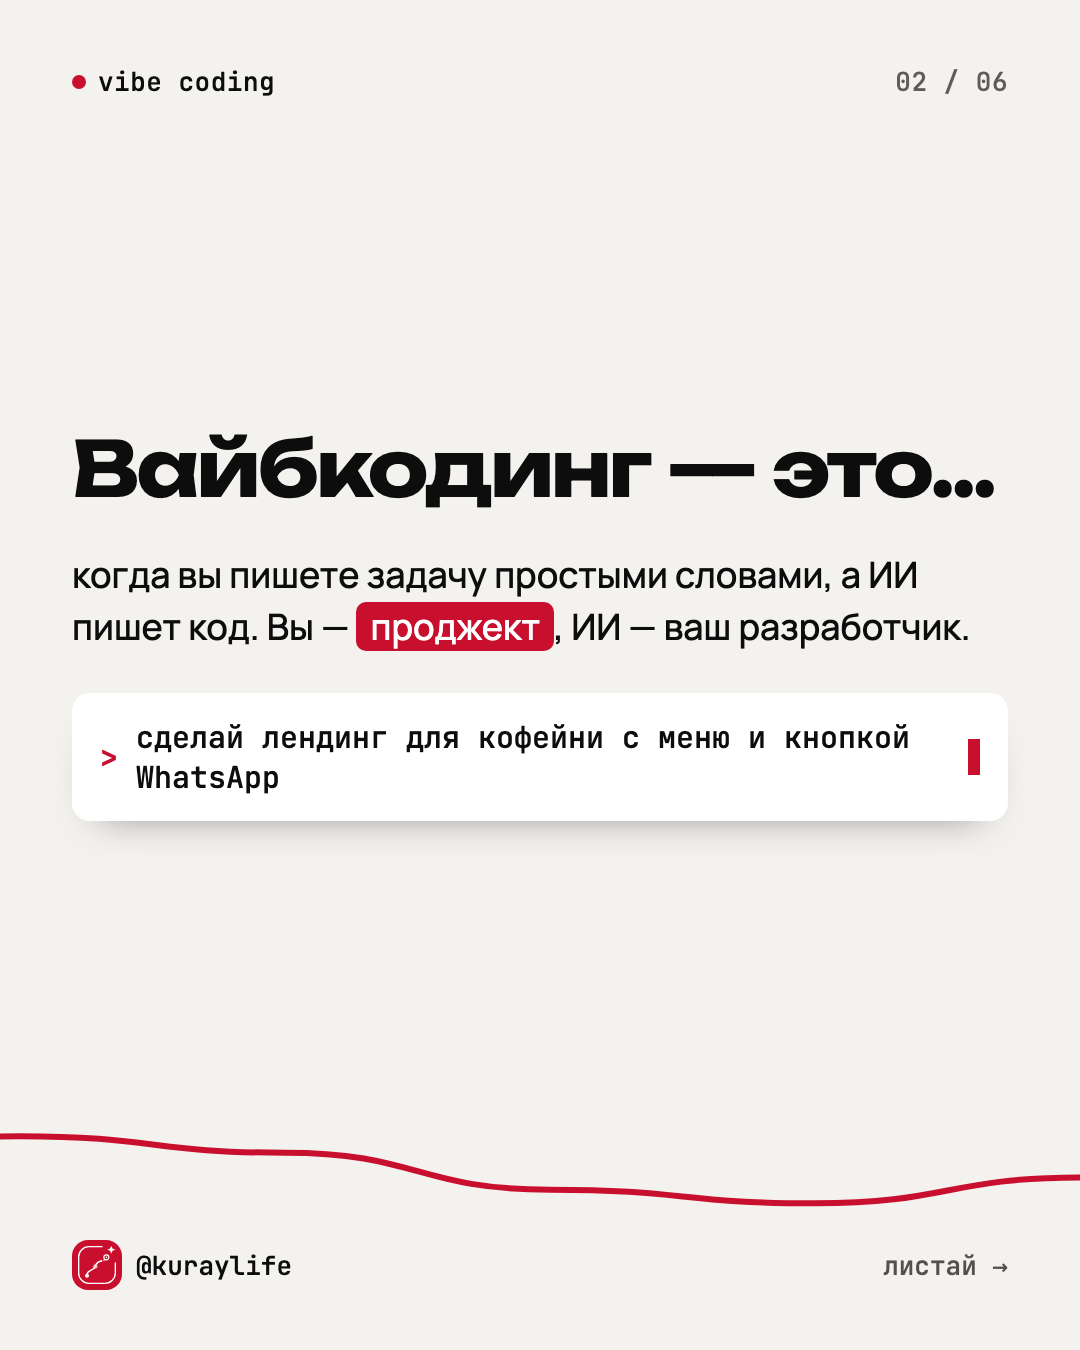 vibe coding
02 / 06
Вайбкодинг — это...
когда вы пишете задачу простыми словами, а ИИ
пишет код. Вы — проджект, ИИ — ваш разработчик.
> сделай лендинг для кофейни с меню и кнопкой
WhatsApp
@kuraylife
листай →